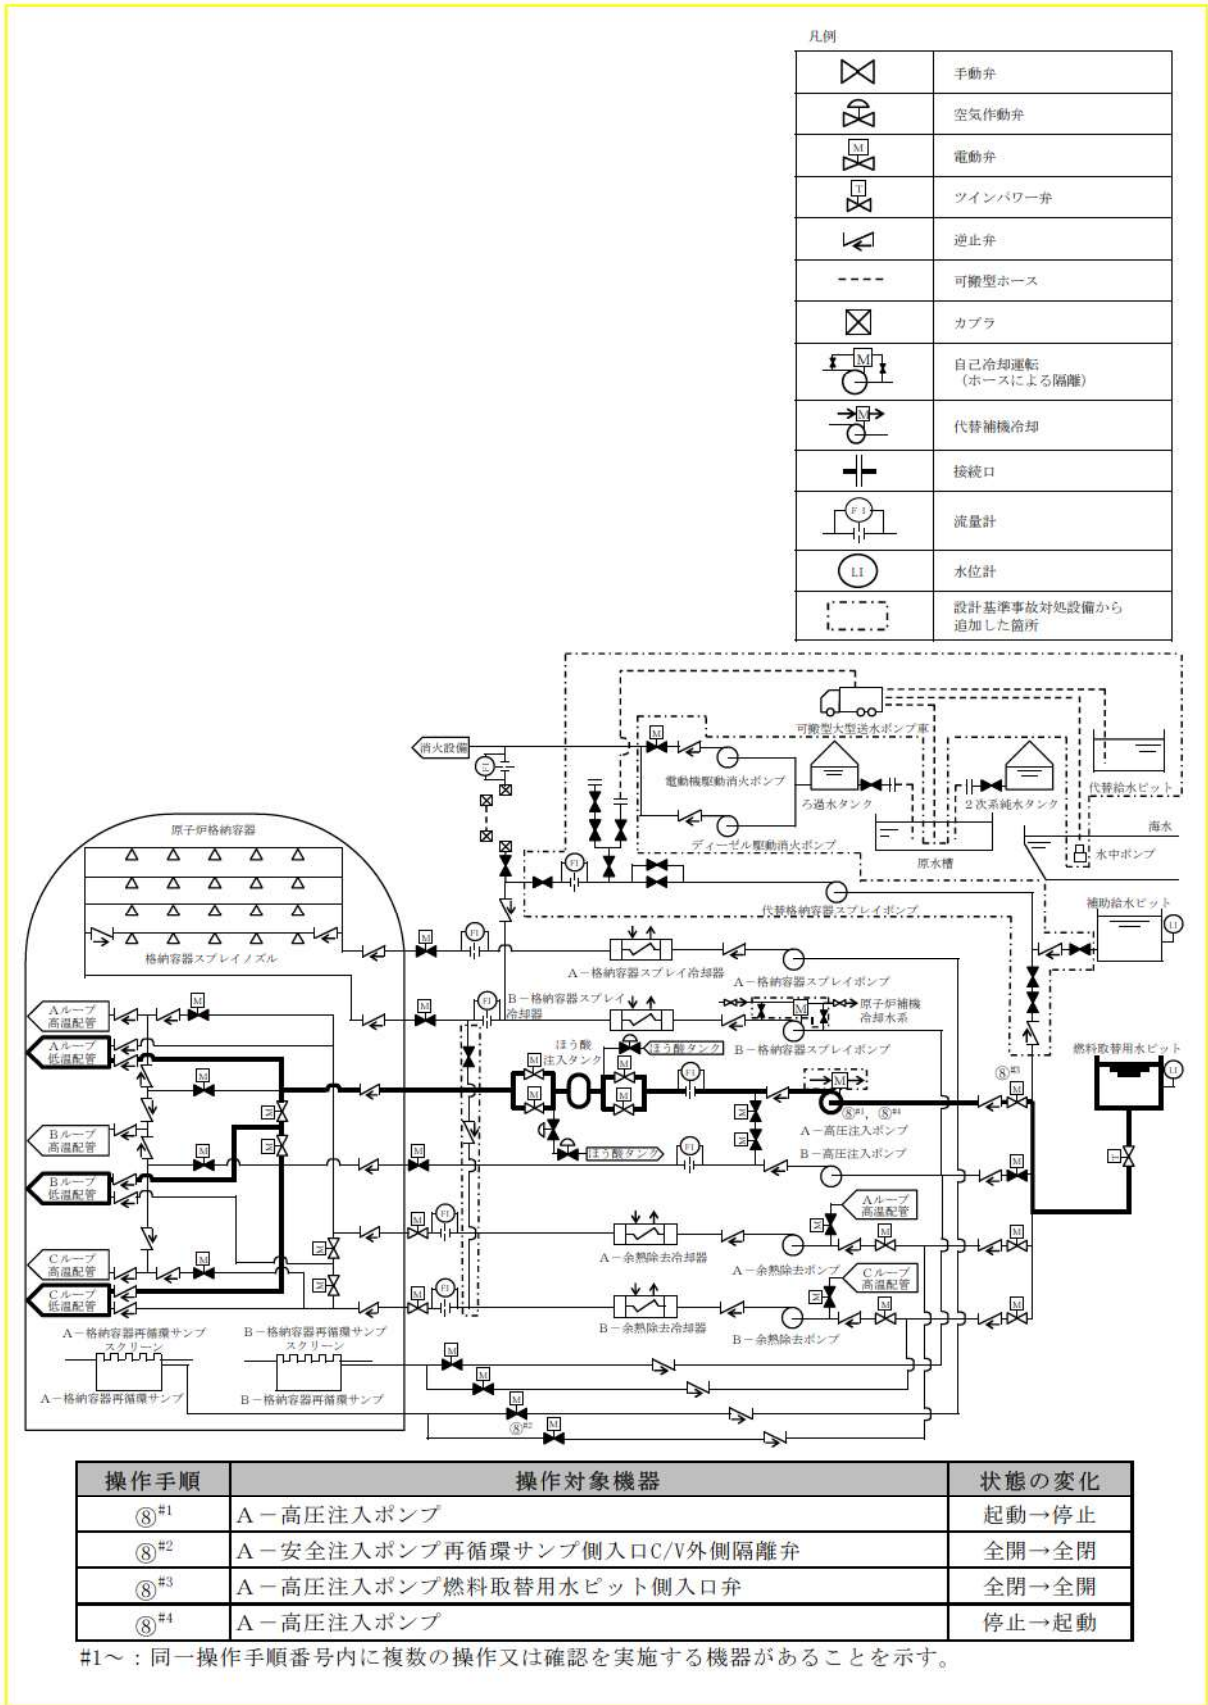 凡例
手動弁
空気作動弁
M
電動弁
T
ツインパワー弁
逆止弁
可搬型ホース
カプラ
M
自己冷却運転
（ホースによる隔離）
M
代替補機冷却
接続口
FI
流量計
LI
水位計
設計基準事故対処設備から
追加した箇所
消火設備
M
FI
可搬型大型送水ポンプ車
電動機駆動消火ポンプ
ろ過水タンク
2次系純水タンク
代替給水ピット
ディーゼル駆動消火ポンプ
原水槽
海水
水中ポンプ
原子炉格納容器
FI
代替格納容器スプレイポンプ
補助給水ピット
LI
格納容器スプレイノズル
M
FI
A－格納容器スプレイ冷却器
A－格納容器スプレイポンプ
Aループ
高温配管
M
M
FI
B－格納容器スプレイ
冷却器
M
原子炉補機
冷却水系
B－格納容器スプレイポンプ
Aループ
低温配管
ほう酸
注入タンク
ほう酸タンク
燃料取替用水ピット
LI
M
M
M
FI
M
⑧#3
M
M
M
M
⑧#1, ⑧#4
A－高圧注入ポンプ
Bループ
高温配管
M
M
M
ほう酸タンク
FI
M
M
B－高圧注入ポンプ
M
T
Bループ
低温配管
Aループ
高温配管
M
FI
M
M
M
A－余熱除去冷却器
A－余熱除去ポンプ
Cループ
高温配管
M
M
Cループ
高温配管
Cループ
低温配管
M
M
FI
M
M
M
B－余熱除去冷却器
B－余熱除去ポンプ
A－格納容器再循環サンプ
スクリーン
B－格納容器再循環サンプ
スクリーン
M
M
A－格納容器再循環サンプ
B－格納容器再循環サンプ
M
⑧#2
M
操作手順 操作対象機器 状態の変化
⑧#1 A－高圧注入ポンプ 起動→停止
⑧#2 A－安全注入ポンプ再循環サンプ側入口C/V外側隔離弁 全開→全閉
⑧#3 A－高圧注入ポンプ燃料取替用水ピット側入口弁 全閉→全開
⑧#4 A－高圧注入ポンプ 停止→起動
#1～：同一操作手順番号内に複数の操作又は確認を実施する機器があることを示す。